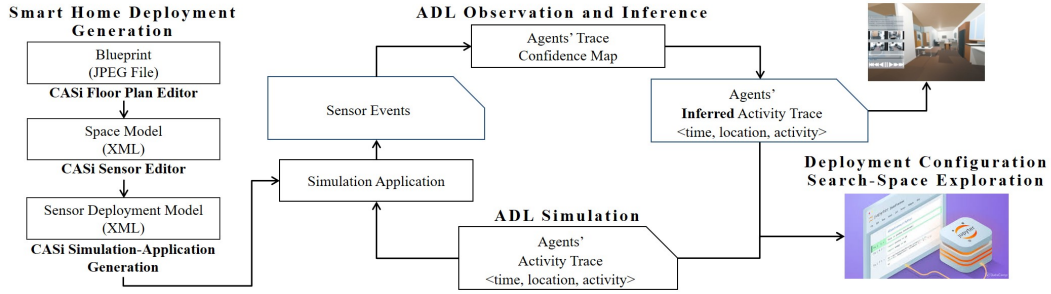 Smart Home Deployment
Generation
Blueprint
(JPEG File)
CASi Floor Plan Editor
Space Model
(XML)
CASi Sensor Editor
Sensor Deployment Model
(XML)
CASi Simulation-Application
Generation
ADL Observation and Inference
Agents' Trace
Confidence Map
Sensor Events
Simulation Application
ADL Simulation
Agents'
Activity Trace
<time, location, activity>
Agents'
Inferred Activity Trace
<time, location, activity>
Deployment Configuration
Search-Space Exploration
jupyter